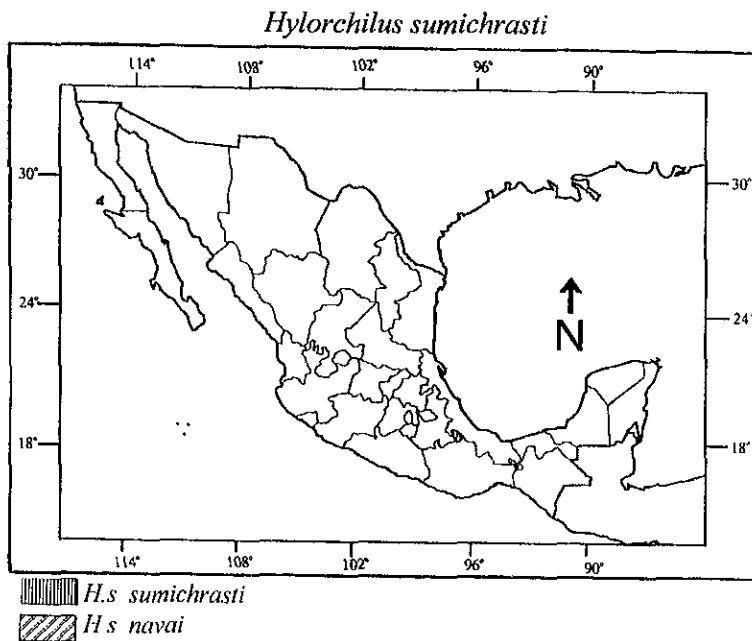 Hylorchilus sumichrasti
114° 108° 102° 96° 90°
30° 30°
24° 24°
N
18° 18°
114° 108° 102° 96° 90°
H.s sumichrasti
H s navai